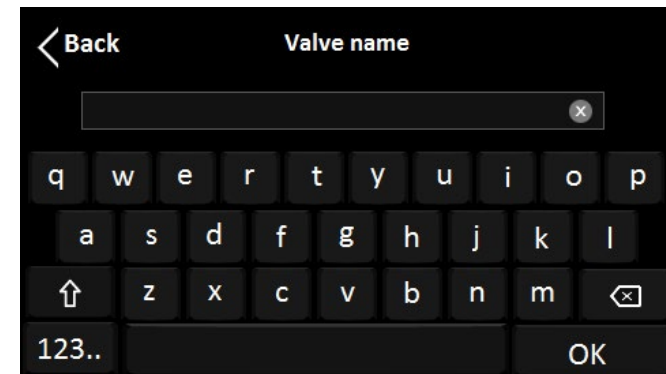 Back Valve name
q w e r t y u i o p
a s d f g h j k l
z x c v b n m
123.. OK